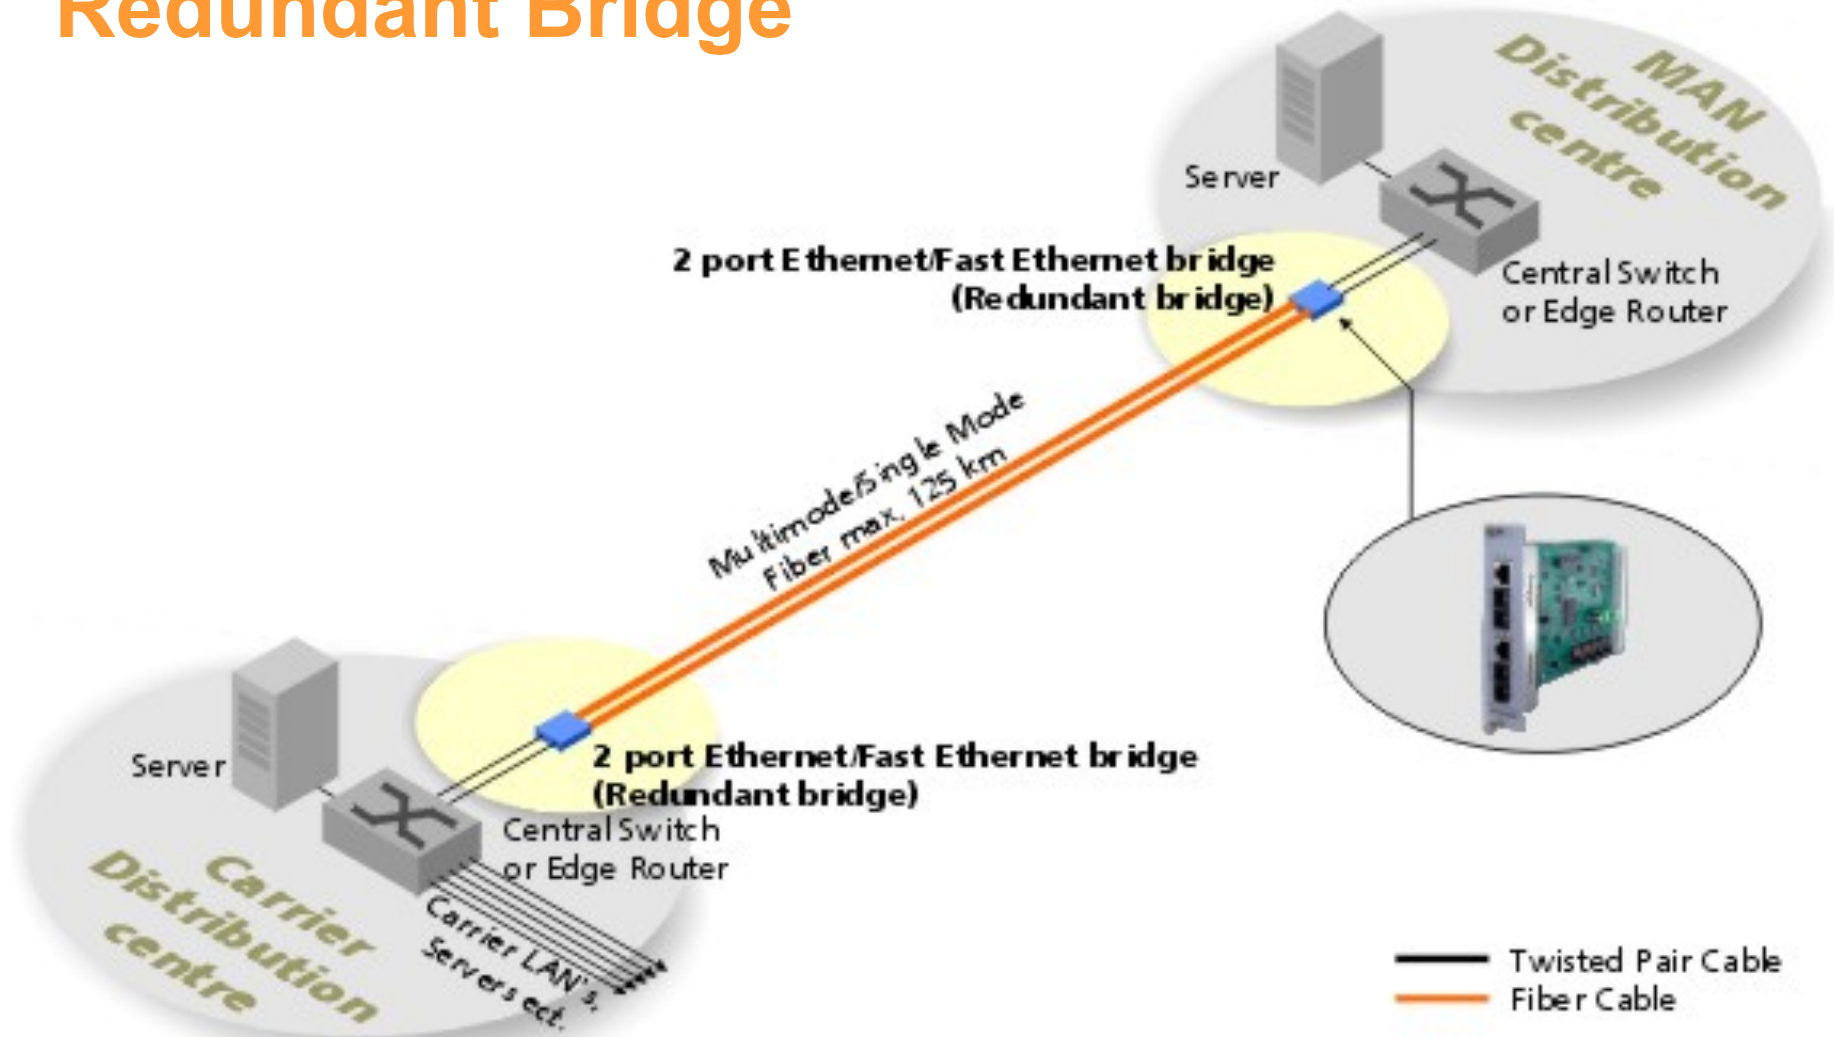 Redundant Bridge
MAN
Distribution
centre
Server
2 port Ethernet/Fast Ethernet bridge
(Redundant bridge)
Central Switch
or Edge Router
Multimode/Single Mode
Fiber max. 125 km
Server
2 port Ethernet/Fast Ethernet bridge
(Redundant bridge)
Central Switch
or Edge Router
Carrier
Distribution
centre
Carrier LAN's,
Servers ect.
Twisted Pair Cable
Fiber Cable